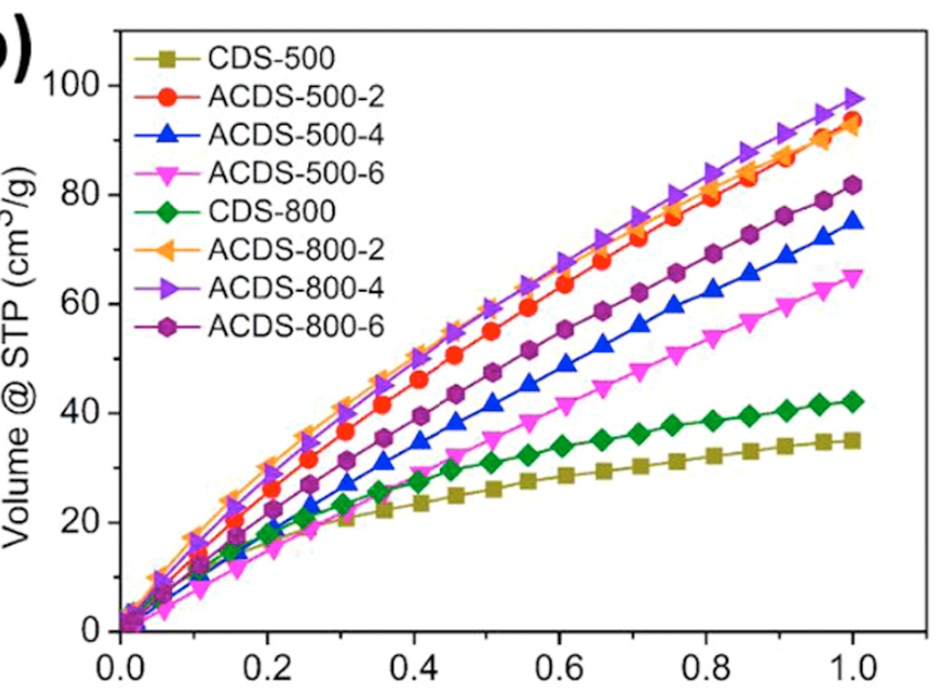 )
CDS-500
ACDS-500-2
ACDS-500-4
ACDS-500-6
CDS-800
ACDS-800-2
ACDS-800-4
ACDS-800-6
Volume @ STP (cm³/g)
100
80
60
40
20
0
0.0 0.2 0.4 0.6 0.8 1.0